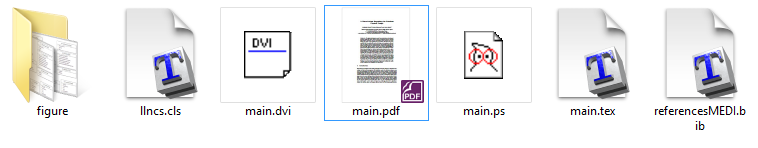 DVI
PDF
figure
llncs.cls
main.dvi
main.pdf
main.ps
main.tex
referencesMEDI.b
ib